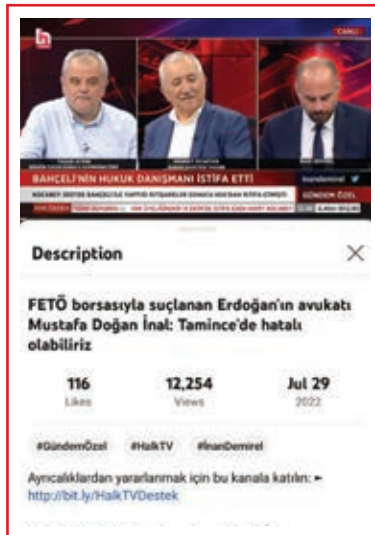 CANLI
BAHÇELİ'NİN HUKUK DANIŞMANI İSTİFA ETTİ
inandemirel
GÜNDEM ÖZEL
Description
FETÖ borsasıyla suçlanan Erdoğan'ın avukatı
Mustafa Doğan İnal: Tamince'de hatalı
olabiliriz
116
12,254
Jul 29
Likes
Views
2022
#GündemÖzel
#HalkTV
#İnanDemirel
Ayrıcalıklardan yararlanmak için bu kanala katılın: ►
http://bit.ly/HalkTVDestek